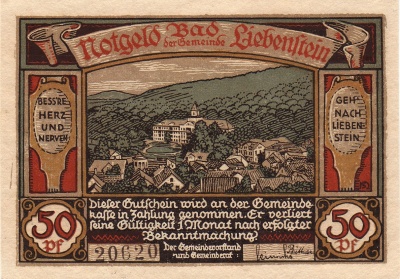 Notgeld Bad Liebenstein
der Gemeinde
BESSRE
HERZ
UND
NERVEN
GEH'
NACH
LIEBEN
STEIN
Dieser Gutschein wird an der Gemeinde
kasse in Zahlung genommen. Er verliert
seine Gültigkeit 1 Monat nach erfolgter
Bekanntmachung.
50
Pf
50
Pf
20620
Der Gemeindevorstand
und Gemeinderat: